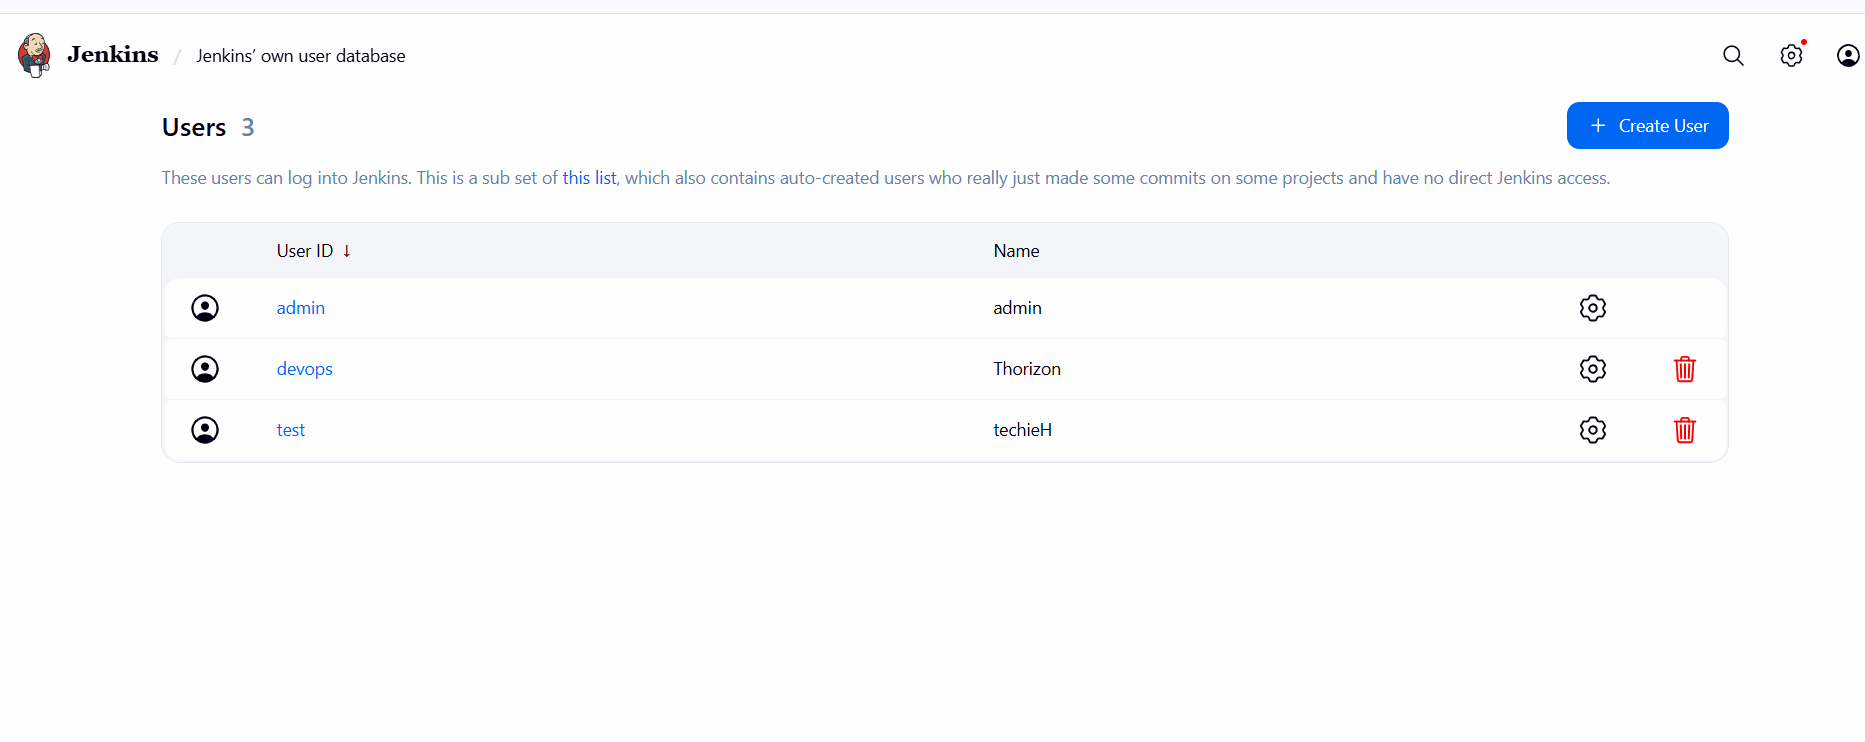 Jenkins / Jenkins’ own user database
Users 3
+ Create User
These users can log into Jenkins. This is a sub set of this list, which also contains auto-created users who really just made some commits on some projects and have no direct Jenkins access.
User ID ↓ Name
admin admin
devops Thorizon
test techieH